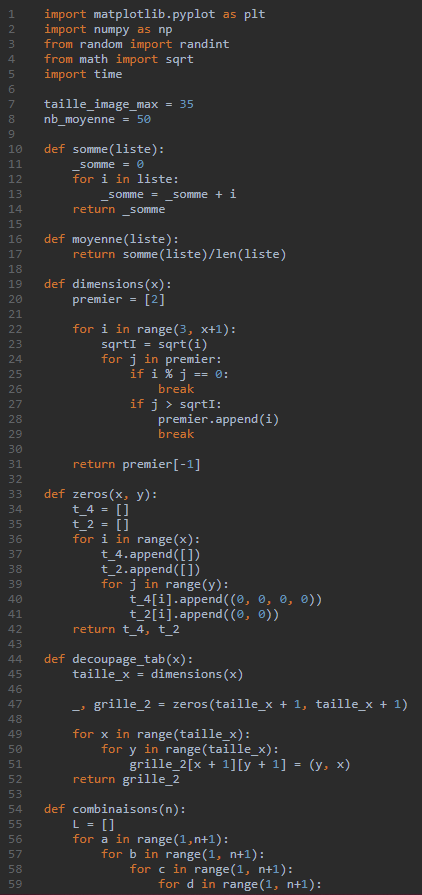 1 import matplotlib.pyplot as plt
2 import numpy as np
3 from random import randint
4 from math import sqrt
5 import time
6
7 taille_image_max = 35
8 nb_moyenne = 50
9
10 def somme(liste):
11     _somme = 0
12     for i in liste:
13         _somme = _somme + i
14     return _somme
15
16 def moyenne(liste):
17     return somme(liste)/len(liste)
18
19 def dimensions(x):
20     premier = [2]
21
22     for i in range(3, x+1):
23         sqrtI = sqrt(i)
24         for j in premier:
25             if i % j == 0:
26                 break
27             if j > sqrtI:
28                 premier.append(i)
29                 break
30
31     return premier[-1]
32
33 def zeros(x, y):
34     t_4 = []
35     t_2 = []
36     for i in range(x):
37         t_4.append([])
38         t_2.append([])
39         for j in range(y):
40             t_4[i].append((0, 0, 0, 0))
41             t_2[i].append((0, 0))
42     return t_4, t_2
43
44 def decoupage_tab(x):
45     taille_x = dimensions(x)
46
47     _, grille_2 = zeros(taille_x + 1, taille_x + 1)
48
49     for x in range(taille_x):
50         for y in range(taille_x):
51             grille_2[x + 1][y + 1] = (y, x)
52     return grille_2
53
54 def combinaisons(n):
55     L = []
56     for a in range(1,n+1):
57         for b in range(1, n+1):
58             for c in range(1, n+1):
59                 for d in range(1, n+1):